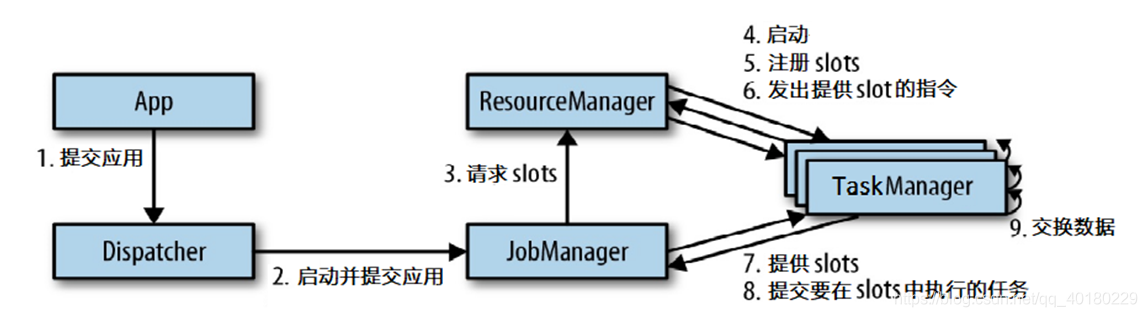 App
1. 提交应用
Dispatcher
2. 启动并提交应用
JobManager
3. 请求 slots
ResourceManager
4. 启动
5. 注册 slots
6. 发出提供 slot 的指令
TaskManager
7. 提供 slots
8. 提交要在 slots 中执行的任务
9. 交换数据
https://blog.csdn.net/qq_40180229